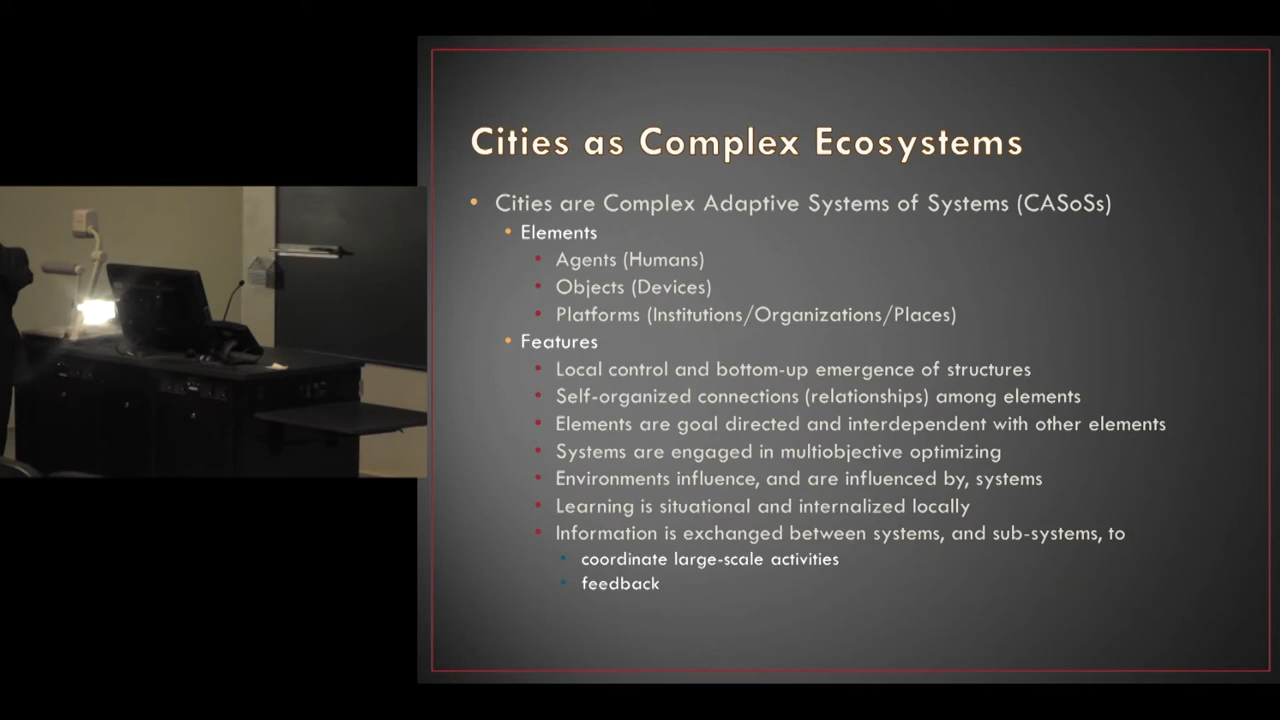 Cities as Complex Ecosystems
• Cities are Complex Adaptive Systems of Systems (CASoSs)
• Elements
• Agents (Humans)
• Objects (Devices)
• Platforms (Institutions/Organizations/Places)
• Features
• Local control and bottom-up emergence of structures
• Self-organized connections (relationships) among elements
• Elements are goal directed and interdependent with other elements
• Systems are engaged in multiobjective optimizing
• Environments influence, and are influenced by, systems
• Learning is situational and internalized locally
• Information is exchanged between systems, and sub-systems, to
• coordinate large-scale activities
• feedback